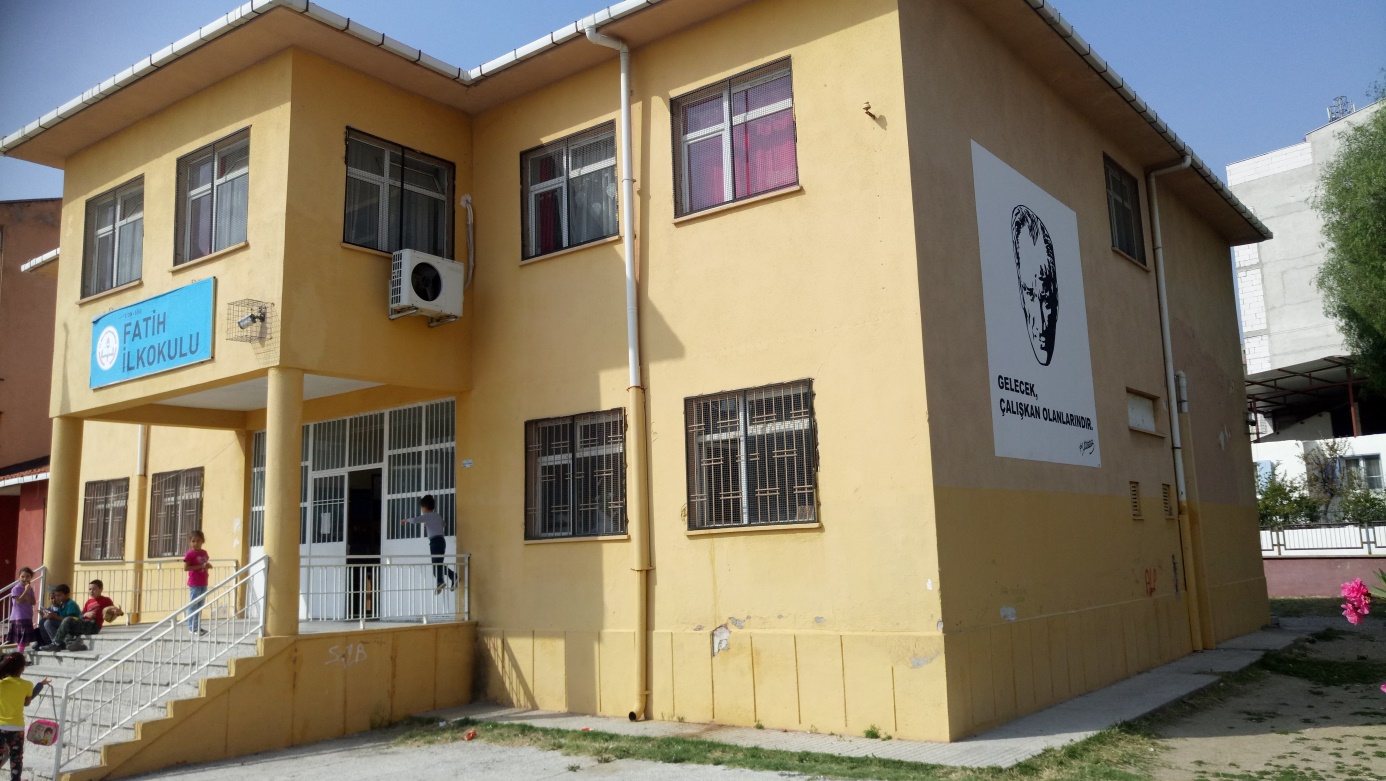 FATİH
İLKOKULU
GELECEK,
ÇALIŞKAN OLANLARINDIR.